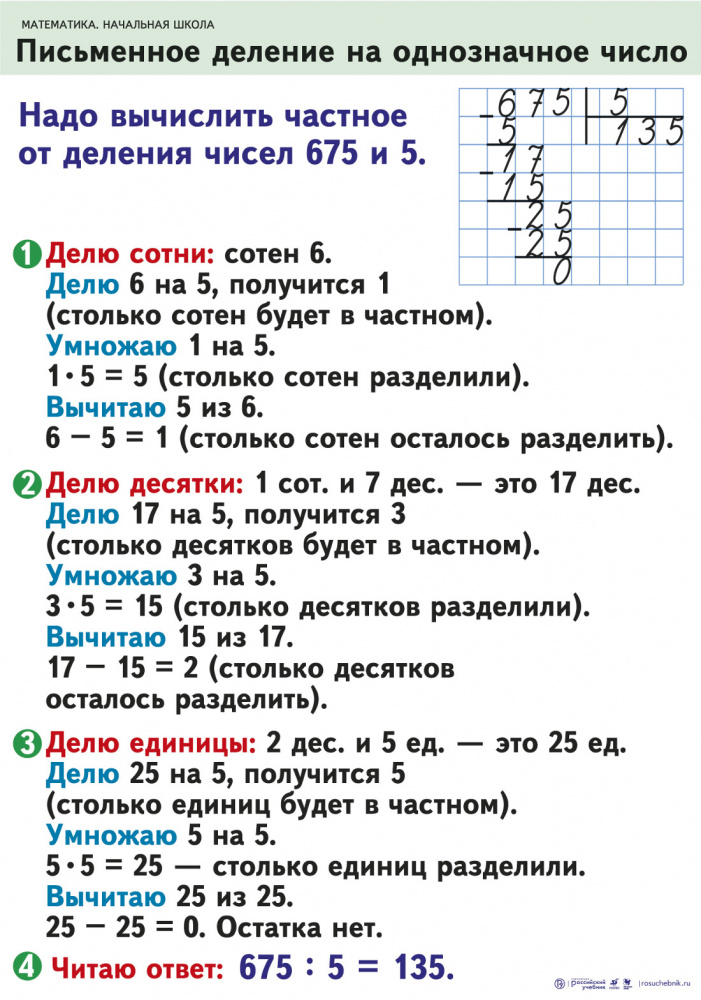 МАТЕМАТИКА. НАЧАЛЬНАЯ ШКОЛА
Письменное деление на однозначное число
Надо вычислить частное
от деления чисел 675 и 5.
675 5
5 135
17
15
25
25
0
1 Делю сотни: сотен 6.
Делю 6 на 5, получится 1
(столько сотен будет в частном).
Умножаю 1 на 5.
1 · 5 = 5 (столько сотен разделили).
Вычитаю 5 из 6.
6 − 5 = 1 (столько сотен осталось разделить).
2 Делю десятки: 1 сот. и 7 дес. — это 17 дес.
Делю 17 на 5, получится 3
(столько десятков будет в частном).
Умножаю 3 на 5.
3 · 5 = 15 (столько десятков разделили).
Вычитаю 15 из 17.
17 − 15 = 2 (столько десятков
осталось разделить).
3 Делю единицы: 2 дес. и 5 ед. — это 25 ед.
Делю 25 на 5, получится 5
(столько единиц будет в частном).
Умножаю 5 на 5.
5 · 5 = 25 — столько единиц разделили.
Вычитаю 25 из 25.
25 − 25 = 0. Остатка нет.
4 Читаю ответ: 675 : 5 = 135.
российский
учебник
rosuchebnik.ru